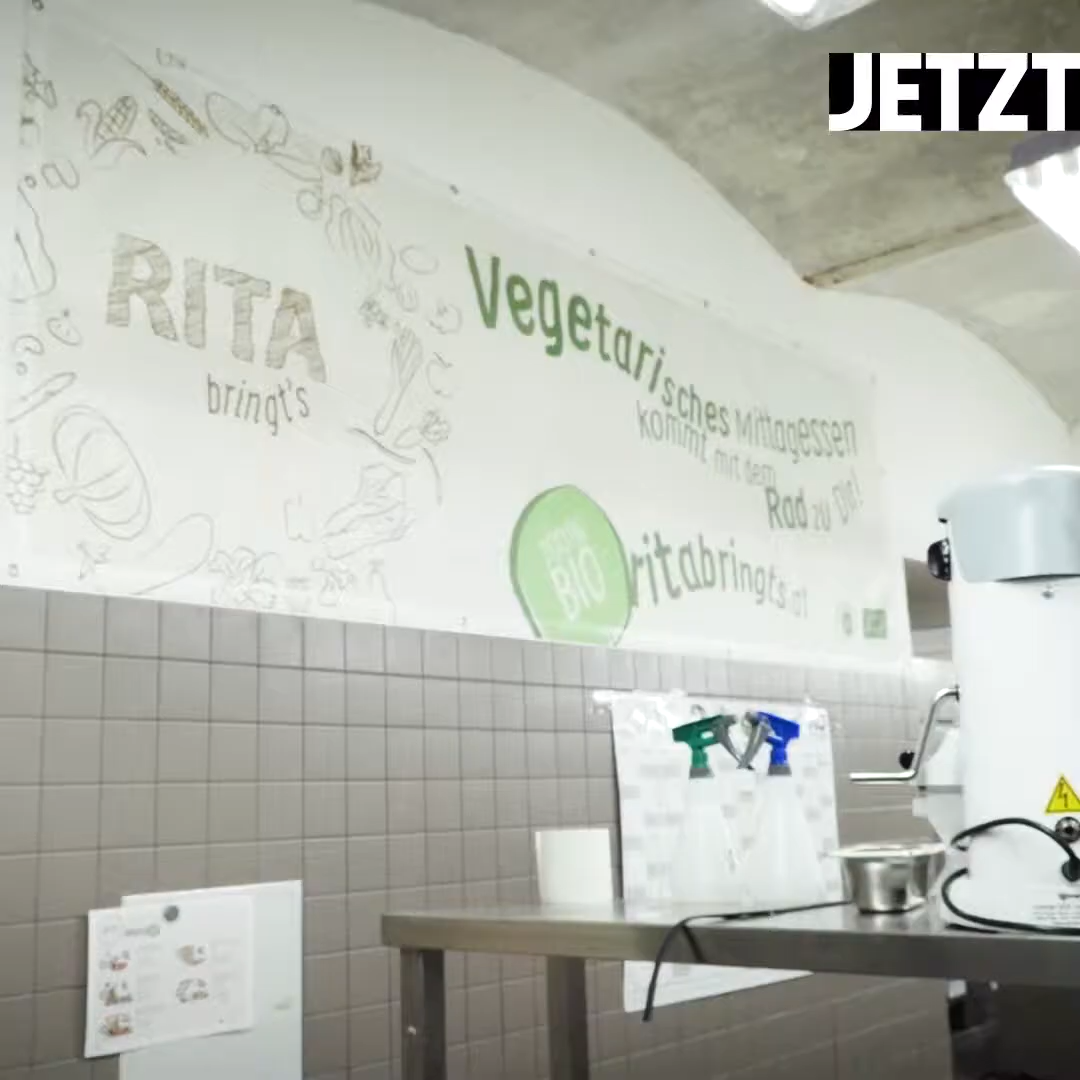 JETZT
RITA
bringt's
Vegetarisches Mittagessen
kommt mit dem
Rad zu Dir!
BIO
ritabringts.at